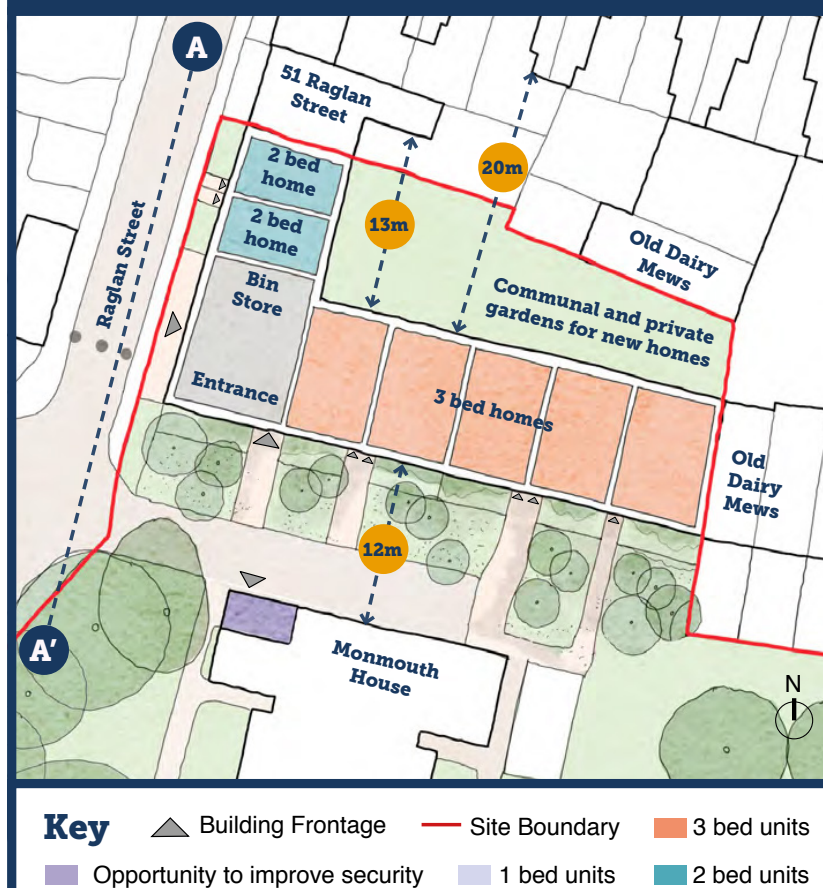 A
51 Raglan
Street
20m
2 bed
home
13m
2 bed
home
Raglan Street
Old Dairy
Mews
Bin
Store
Communal and private
gardens for new homes
Entrance
3 bed homes
Old
Dairy
Mews
12m
A'
Monmouth
House
N
Key
Building Frontage
Site Boundary
3 bed units
Opportunity to improve security
1 bed units
2 bed units